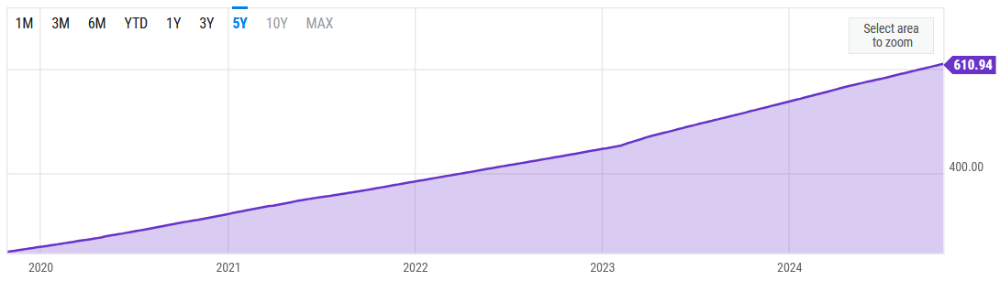 1M 3M 6M YTD 1Y 3Y 5Y 10Y MAX
Select area
to zoom
610.94
400.00
2020 2021 2022 2023 2024